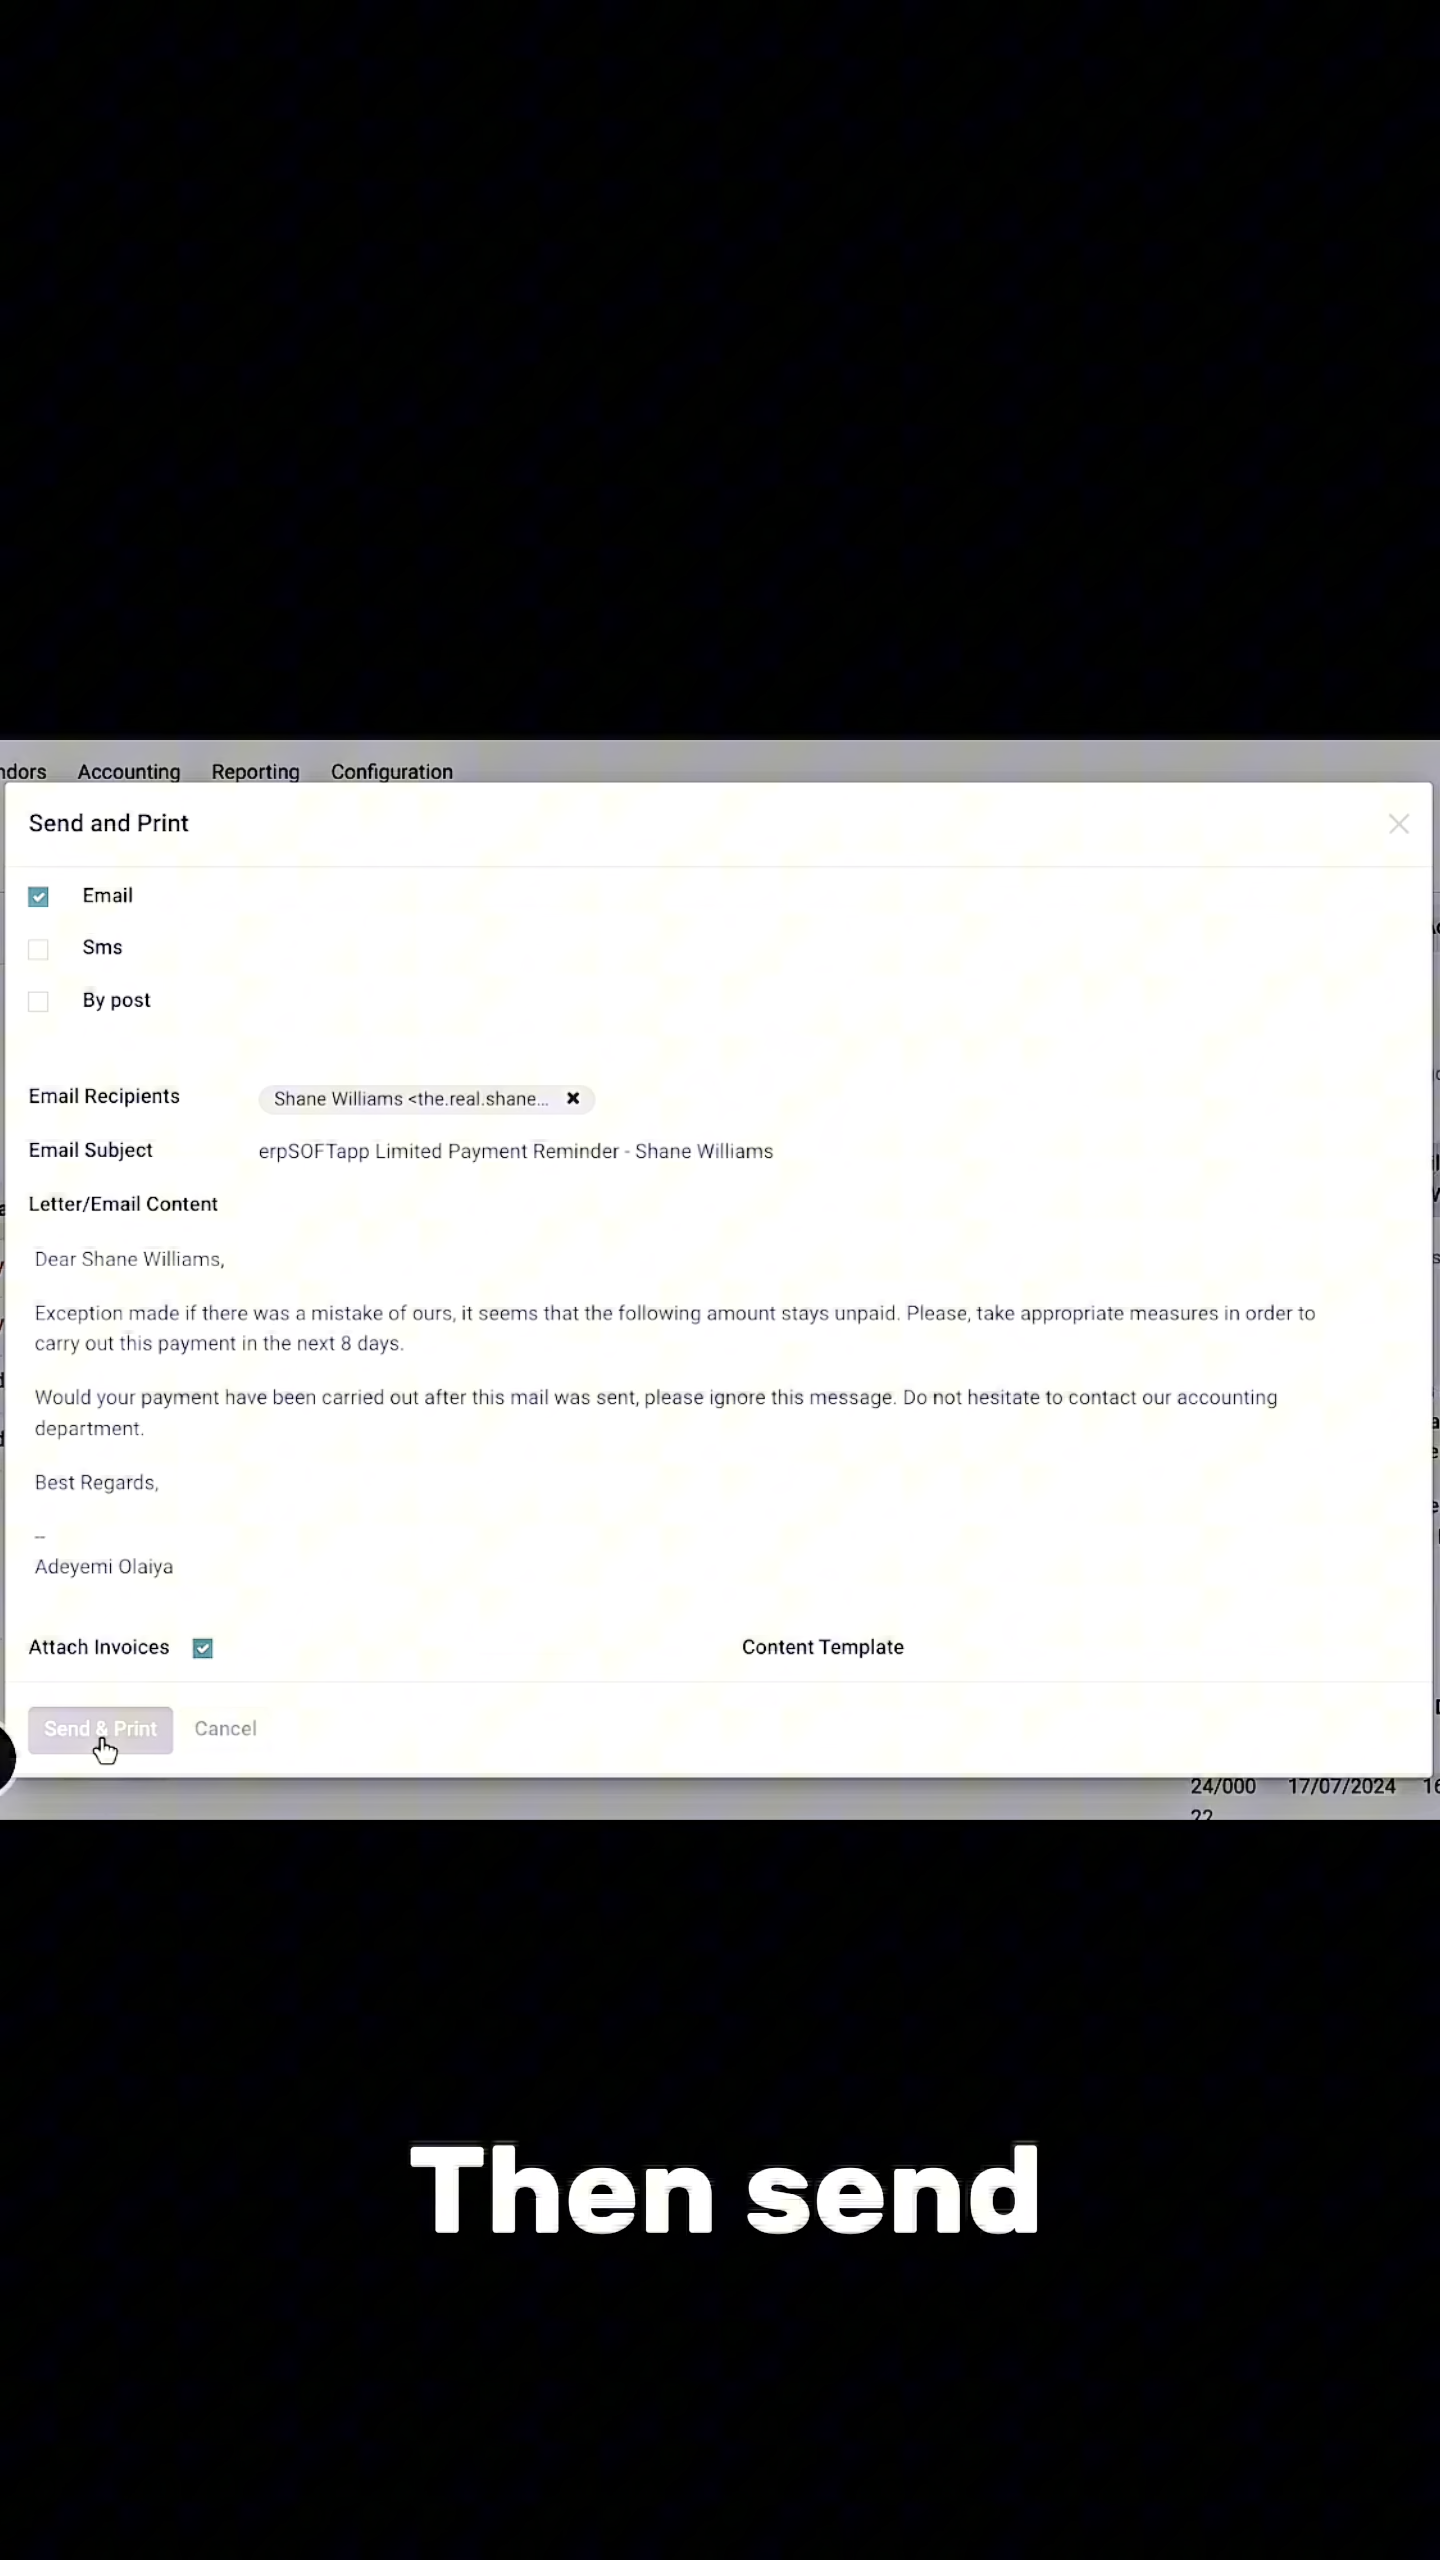 Accounting Reporting Configuration
Send and Print
Email
Sms
By post
Email Recipients Shane Williams <the.real.shane...
Email Subject erpSOFTapp Limited Payment Reminder - Shane Williams
Letter/Email Content
Dear Shane Williams,
Exception made if there was a mistake of ours, it seems that the following amount stays unpaid. Please, take appropriate measures in order to
carry out this payment in the next 8 days.
Would your payment have been carried out after this mail was sent, please ignore this message. Do not hesitate to contact our accounting
department.
Best Regards,
--
Adeyemi Olaiya
Attach Invoices Content Template
Send & Print Cancel
24/000 17/07/2024
22
Then send